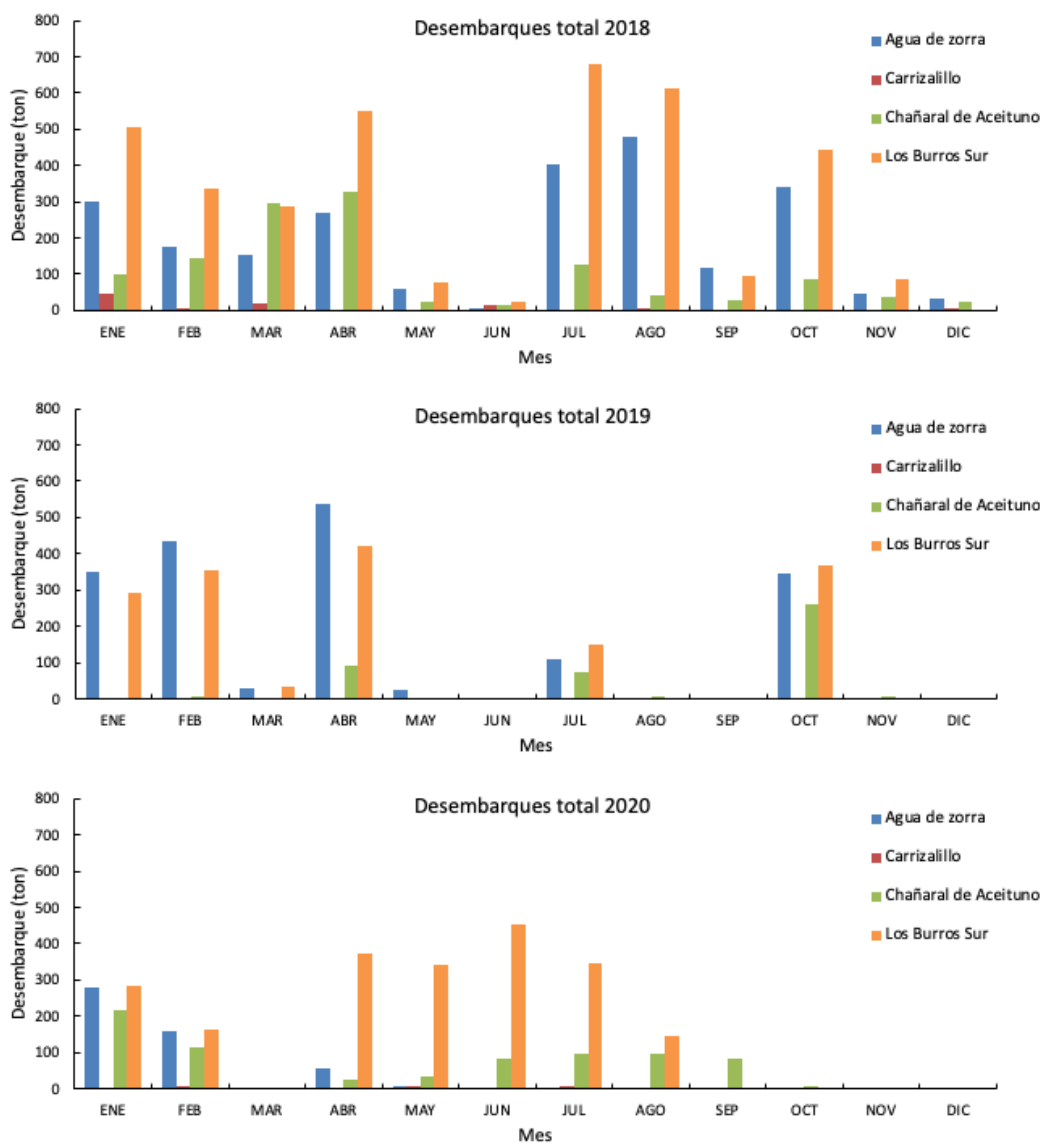 Desembarques total 2018
Desembarque (ton)
800
700
600
500
400
300
200
100
0
Agua de zorra
Carrizalillo
Chañaral de Aceituno
Los Burros Sur
ENE FEB MAR ABR MAY JUN JUL AGO SEP OCT NOV DIC
Mes
Desembarques total 2019
Desembarque (ton)
800
700
600
500
400
300
200
100
0
Agua de zorra
Carrizalillo
Chañaral de Aceituno
Los Burros Sur
ENE FEB MAR ABR MAY JUN JUL AGO SEP OCT NOV DIC
Mes
Desembarques total 2020
Desembarque (ton)
800
700
600
500
400
300
200
100
0
Agua de zorra
Carrizalillo
Chañaral de Aceituno
Los Burros Sur
ENE FEB MAR ABR MAY JUN JUL AGO SEP OCT NOV DIC
Mes